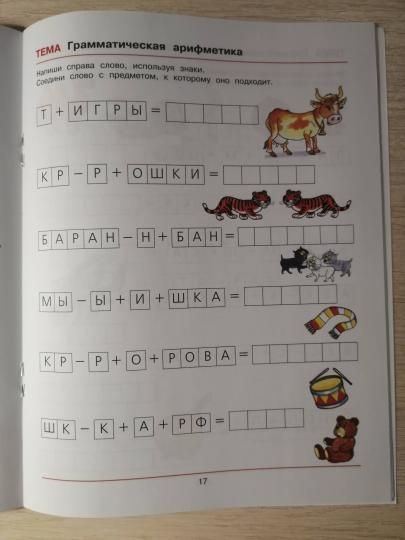 ТЕМА Грамматическая арифметика
Напиши справа слово, используя знаки.
Соедини слово с предметом, к которому оно подходит.
Т + ИГРЫ =
КР – Р + ОШКИ =
БАРАН – Н + БАН =
МЫ – Ы + И + ШКА =
КР – Р + О + РОВА =
ШК – К + А + РФ =
17